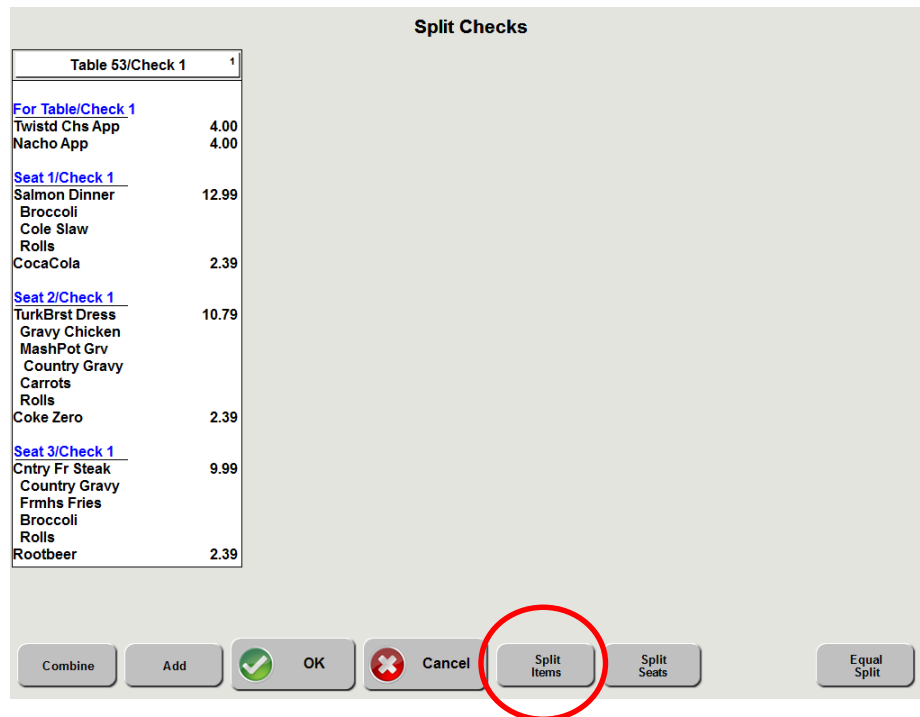 Split Checks
Table 53/Check 1 1
For Table/Check 1
Twistd Chs App 4.00
Nacho App 4.00
Seat 1/Check 1
Salmon Dinner 12.99
Broccoli
Cole Slaw
Rolls
CocaCola 2.39
Seat 2/Check 1
TurkBrst Dress 10.79
Gravy Chicken
MashPot Grv
Country Gravy
Carrots
Rolls
Coke Zero 2.39
Seat 3/Check 1
Cntry Fr Steak 9.99
Country Gravy
Frmhs Fries
Broccoli
Rolls
Rootbeer 2.39
Combine
Add
OK
Cancel
Split
Items
Split
Seats
Equal
Split